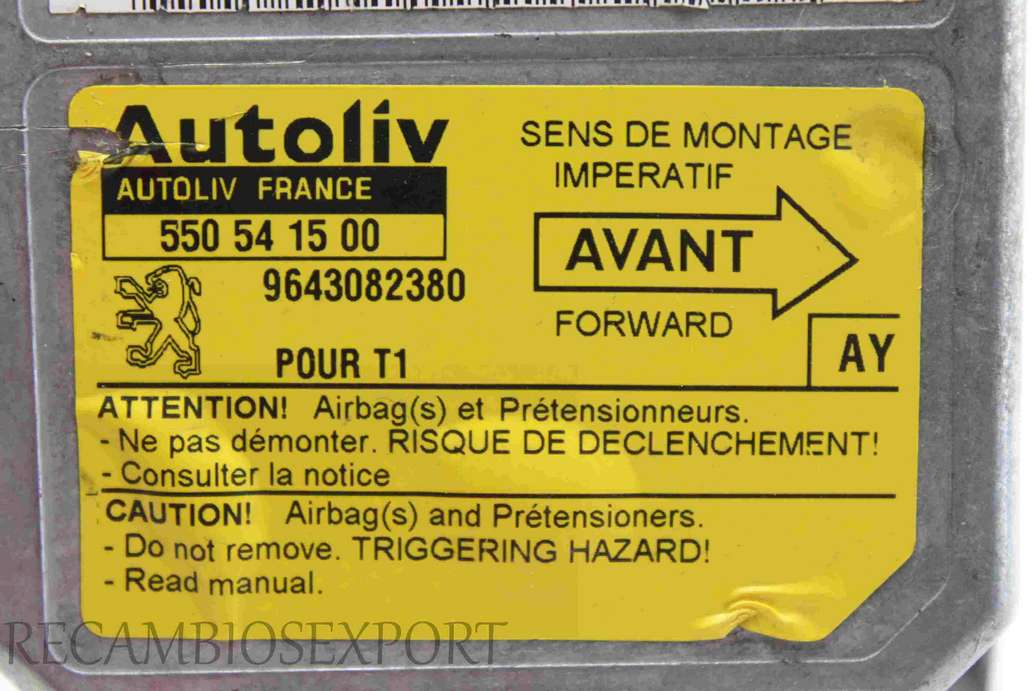 Autoliv
AUTOLIV FRANCE
550 54 15 00
9643082380
POUR T1
SENS DE MONTAGE
IMPERATIF
AVANT
FORWARD
AY
ATTENTION! Airbag(s) et Prétensionneurs.
- Ne pas démonter. RISQUE DE DECLENCHEMENT!
- Consulter la notice
CAUTION! Airbag(s) and Prétensioners.
- Do not remove. TRIGGERING HAZARD!
- Read manual.
RECAMBIOSEXPORT